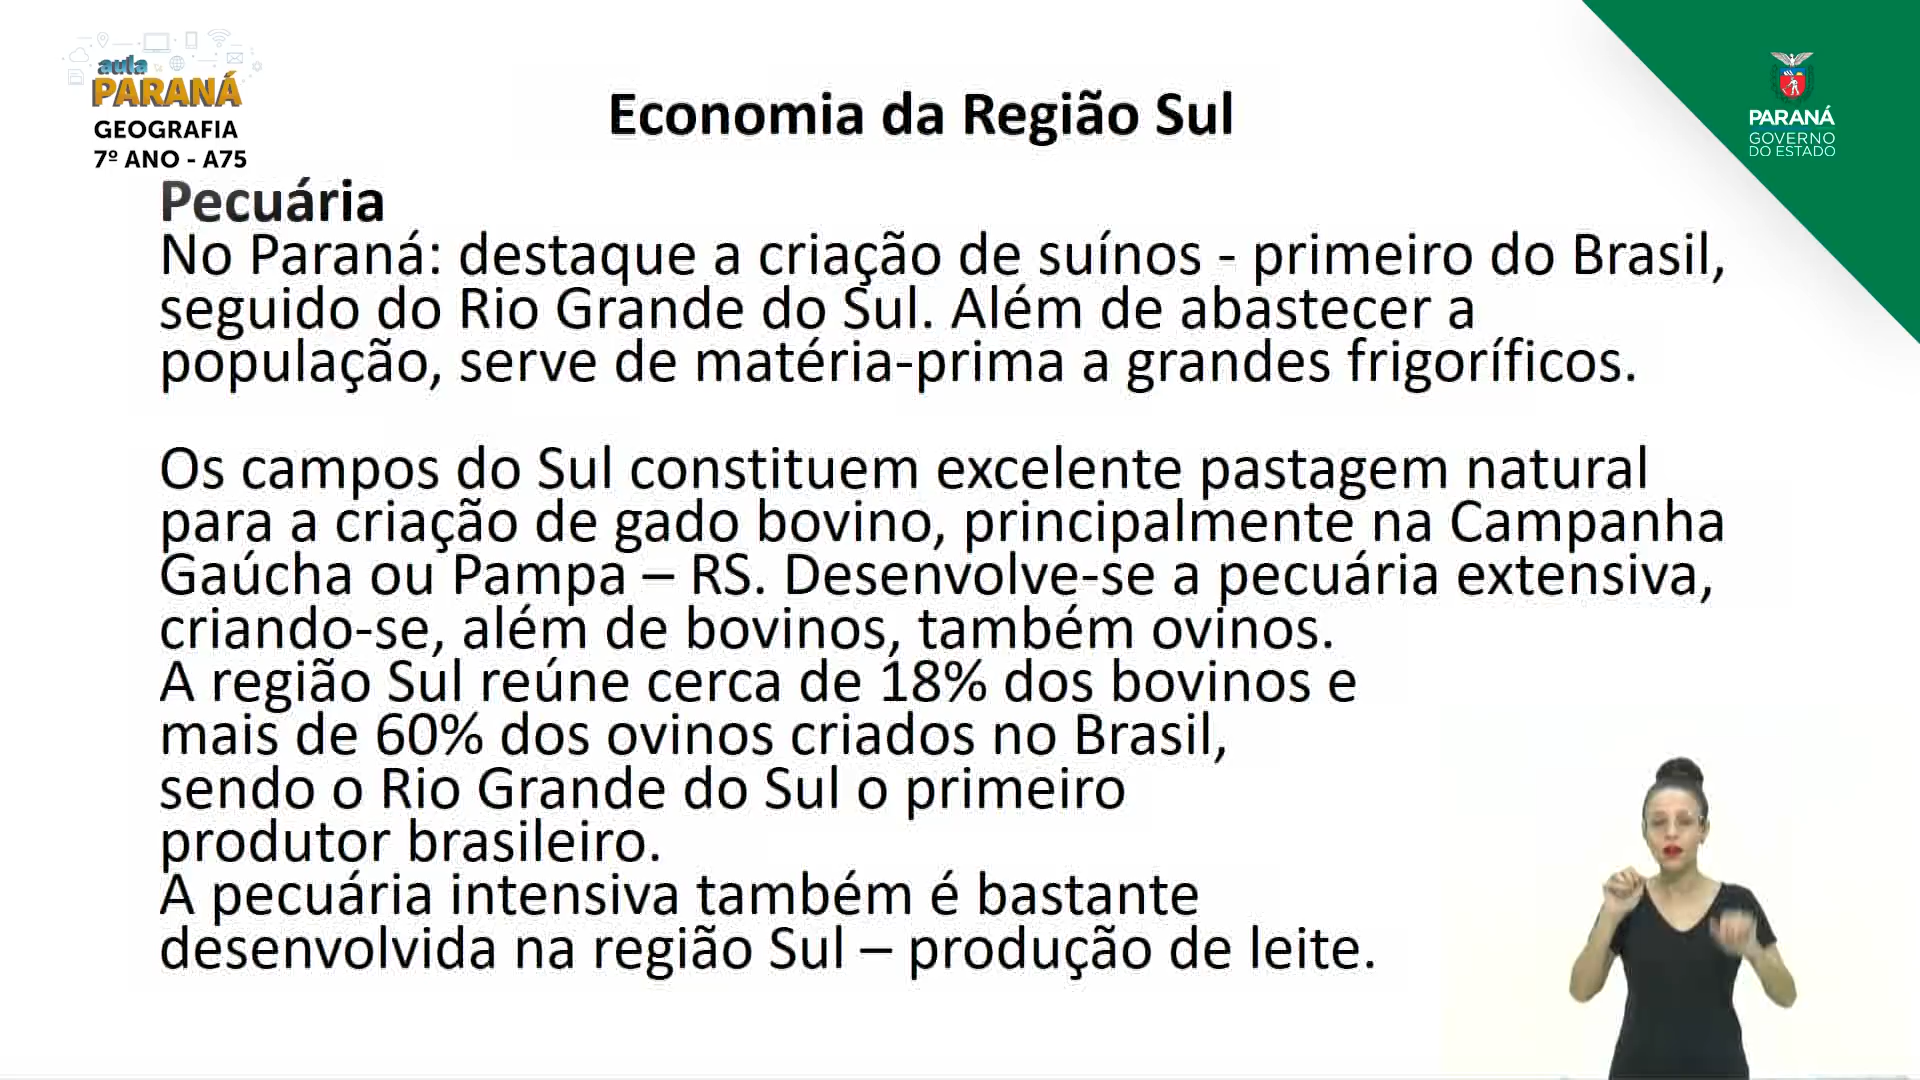 aula
PARANÁ
GEOGRAFIA
7º ANO - A75
Economia da Região Sul
PARANÁ
GOVERNO
DO ESTADO
Pecuária
No Paraná: destaque a criação de suínos - primeiro do Brasil,
seguido do Rio Grande do Sul. Além de abastecer a
população, serve de matéria-prima a grandes frigoríficos.
Os campos do Sul constituem excelente pastagem natural
para a criação de gado bovino, principalmente na Campanha
Gaúcha ou Pampa – RS. Desenvolve-se a pecuária extensiva,
criando-se, além de bovinos, também ovinos.
A região Sul reúne cerca de 18% dos bovinos e
mais de 60% dos ovinos criados no Brasil,
sendo o Rio Grande do Sul o primeiro
produtor brasileiro.
A pecuária intensiva também é bastante
desenvolvida na região Sul – produção de leite.